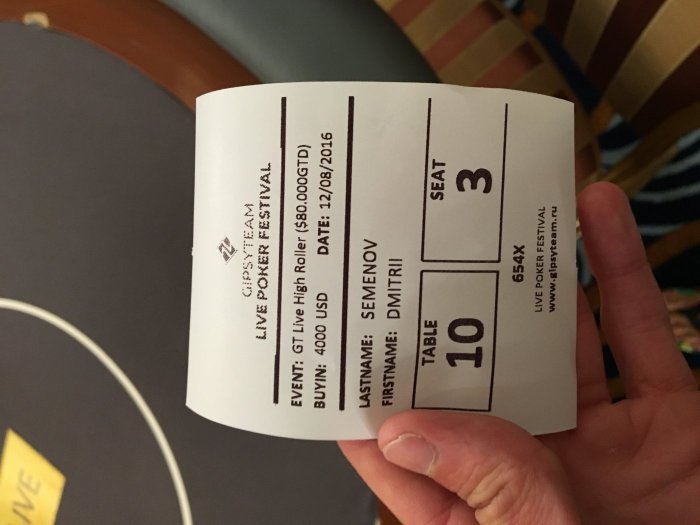 GIPSYTEAM
LIVE POKER FESTIVAL
EVENT: GT Live High Roller ($80.000GTD)
BUYIN: 4000 USD DATE: 12/08/2016
LASTNAME: SEMENOV
FIRSTNAME: DMITRII
TABLE SEAT
10 3
654X
LIVE POKER FESTIVAL
www.gipsyteam.ru
IVE